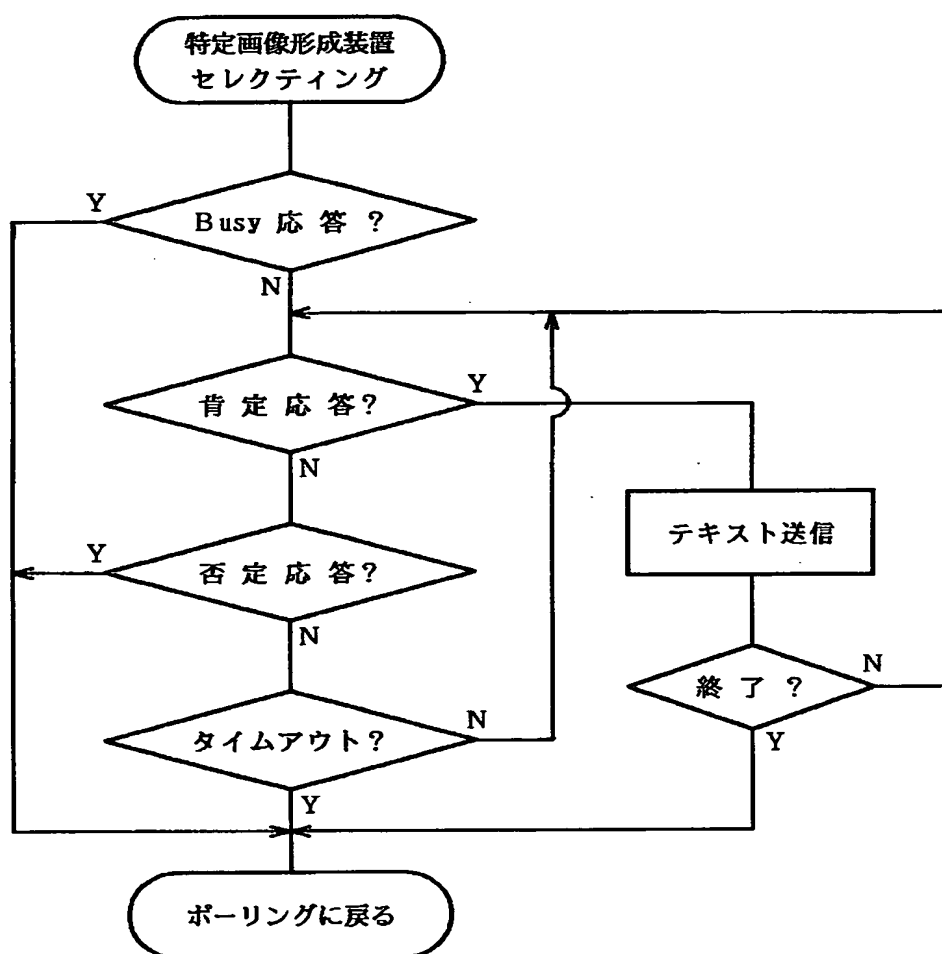 特定画像形成装置
セレクティング
Y
Busy 応答?
N
肯定応答?
Y
N
Y
否定応答?
テキスト送信
N
終了?
N
タイムアウト?
N
Y
Y
ポーリングに戻る